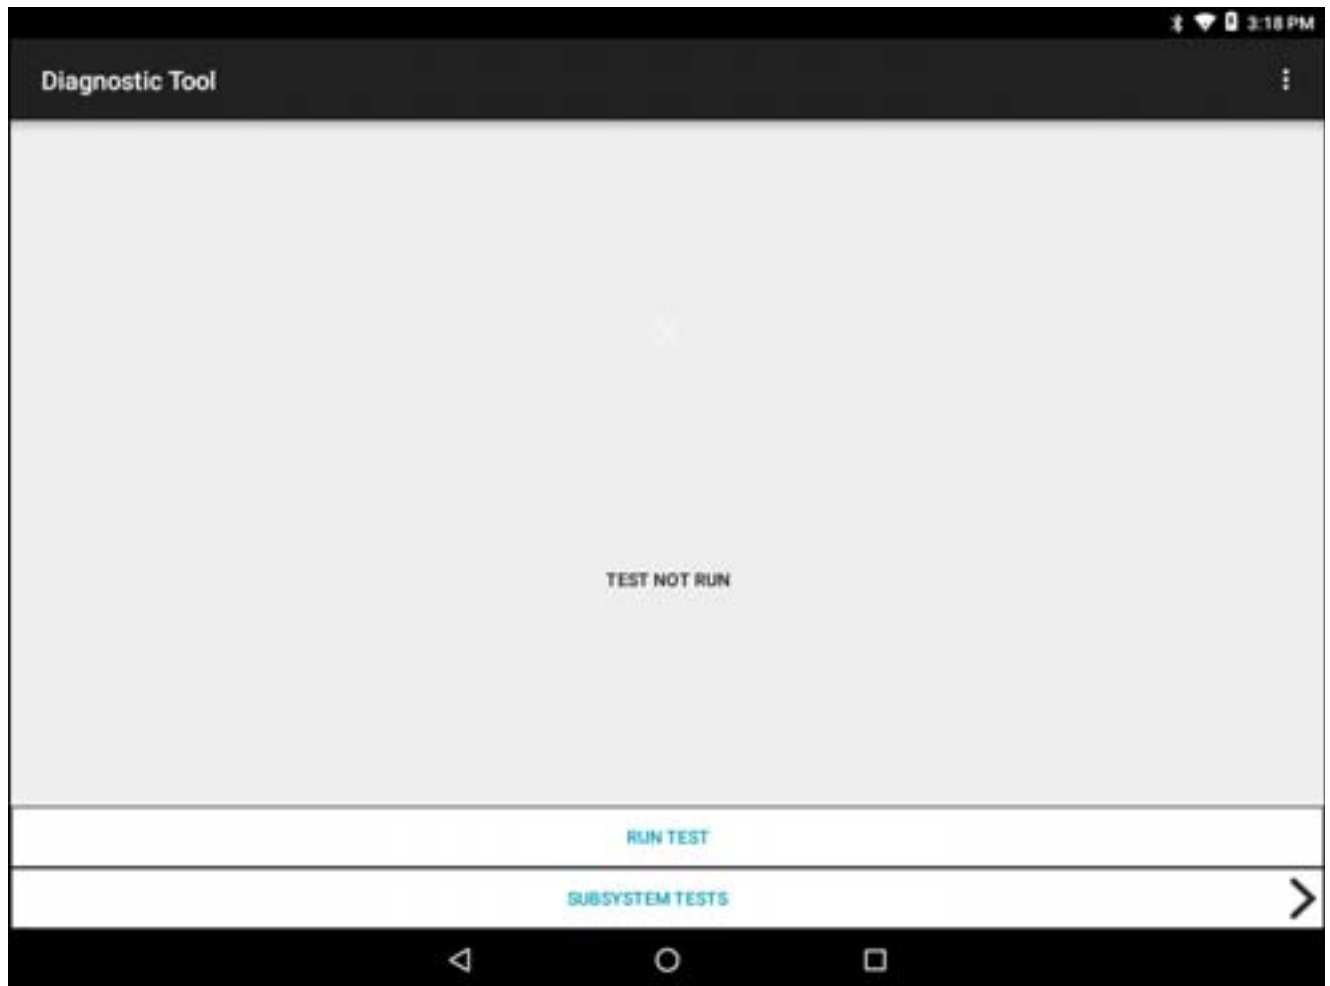 3:18 PM
Diagnostic Tool
TEST NOT RUN
RUN TEST
SUBSYSTEM TESTS